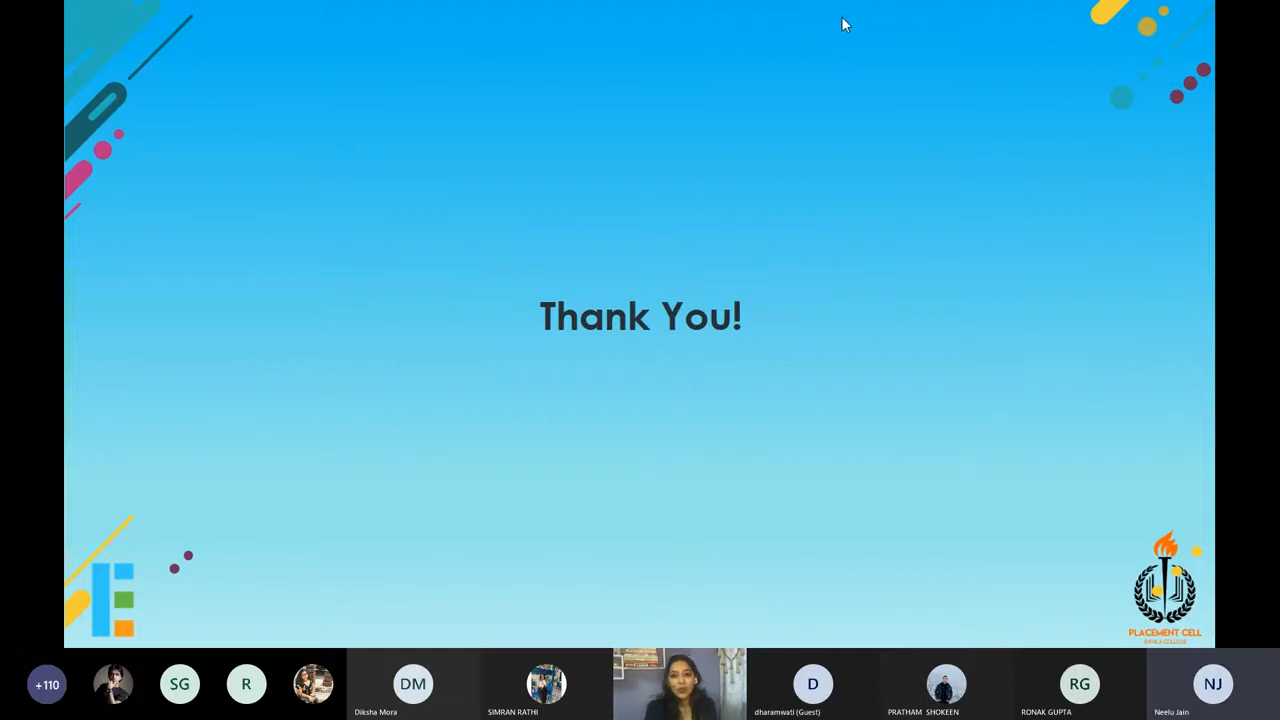 Thank You!
PLACEMENT CELL
+110
SG
R
DM
Diksha Mora
SIMRAN RATHI
D
dharamwati (Guest)
PRATHAM SHOKEEN
RG
RONAK GUPTA
NJ
Neelu Jain